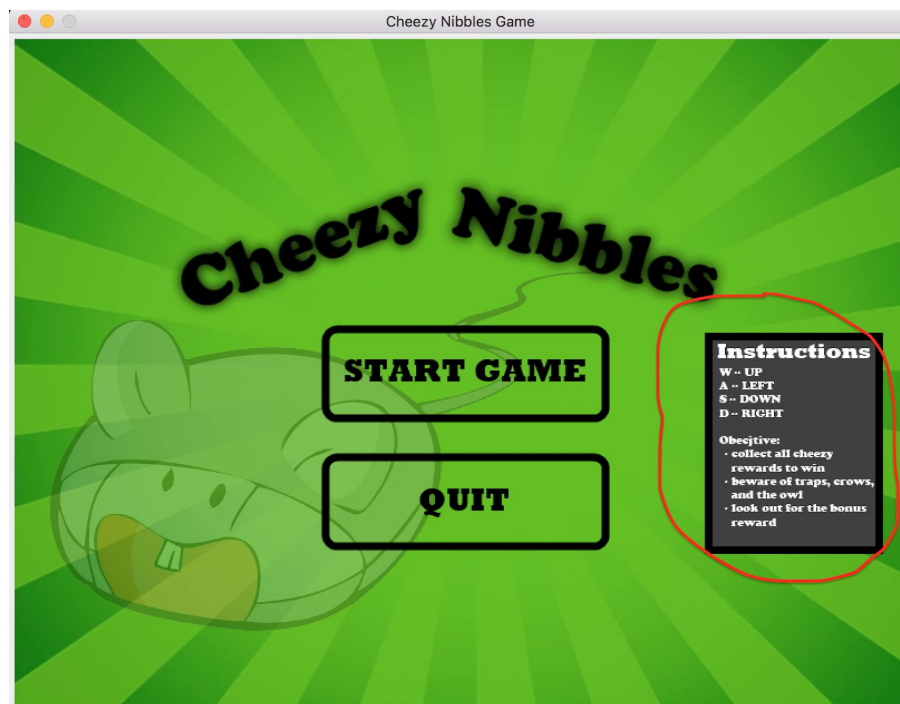 Cheezy Nibbles Game
Cheezy Nibbles
START GAME
QUIT
Instructions
W -- UP
A -- LEFT
S -- DOWN
D -- RIGHT
Obecjtive:
· collect all cheezy
rewards to win
· beware of traps, crows,
and the owl
· look out for the bonus
reward